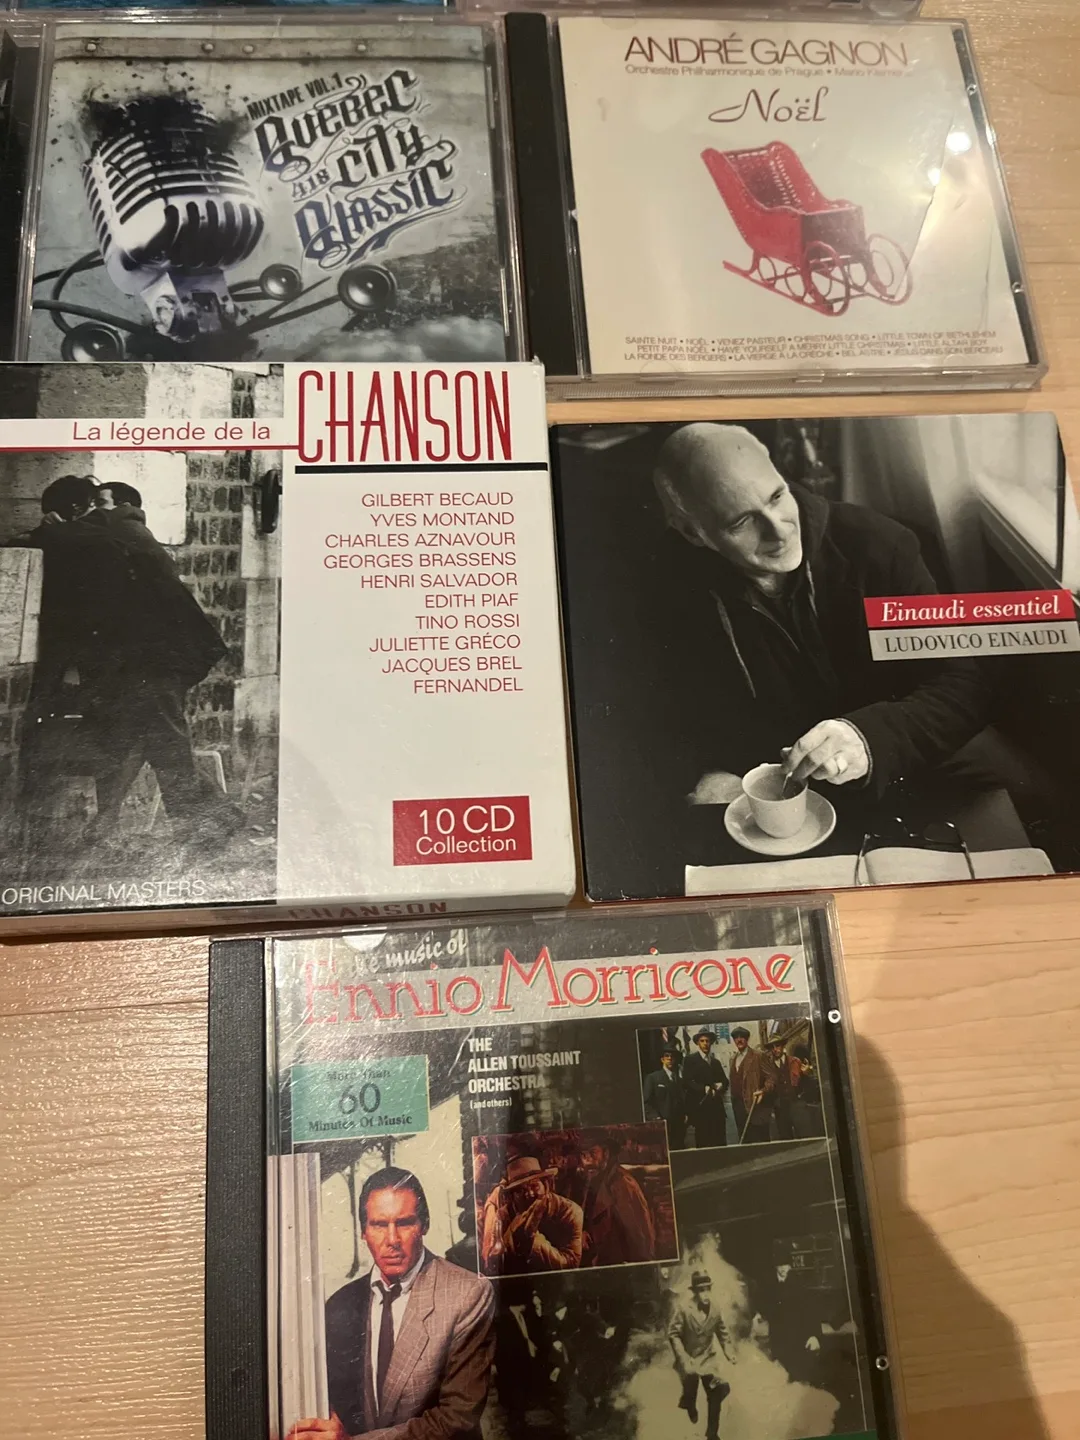 MIXTAPE VOL.1
QUEBEC
418 CITY
CLASSIC
ANDRÉ GAGNON
Orchestre Philharmonique de Prague • Mario
Noël
SAINTE NUIT • NOËL • VENEZ PASTEUR • CHRISTMAS SONG • LITTLE TOWN OF BETHLEHEM
PETIT PAPA NOËL • HAVE YOURSELF A MERRY LITTLE CHRISTMAS • LITTLE ALTAR BOY
LA RONDE DES BERGERS • LA VIERGE À LA CRÈCHE • BEL ASTRE • JÉSUS DANS SON BERCEAU
La légende de la
CHANSON
GILBERT BECAUD
YVES MONTAND
CHARLES AZNAVOUR
GEORGES BRASSENS
HENRI SALVADOR
EDITH PIAF
TINO ROSSI
JULIETTE GRÉCO
JACQUES BREL
FERNANDEL
10 CD
Collection
ORIGINAL MASTERS
CHANSON
Einaudi essentiel
LUDOVICO EINAUDI
the music of
Ennio Morricone
THE
ALLEN TOUSSAINT
ORCHESTRA
(and others)
More Than
60
Minutes Of Music